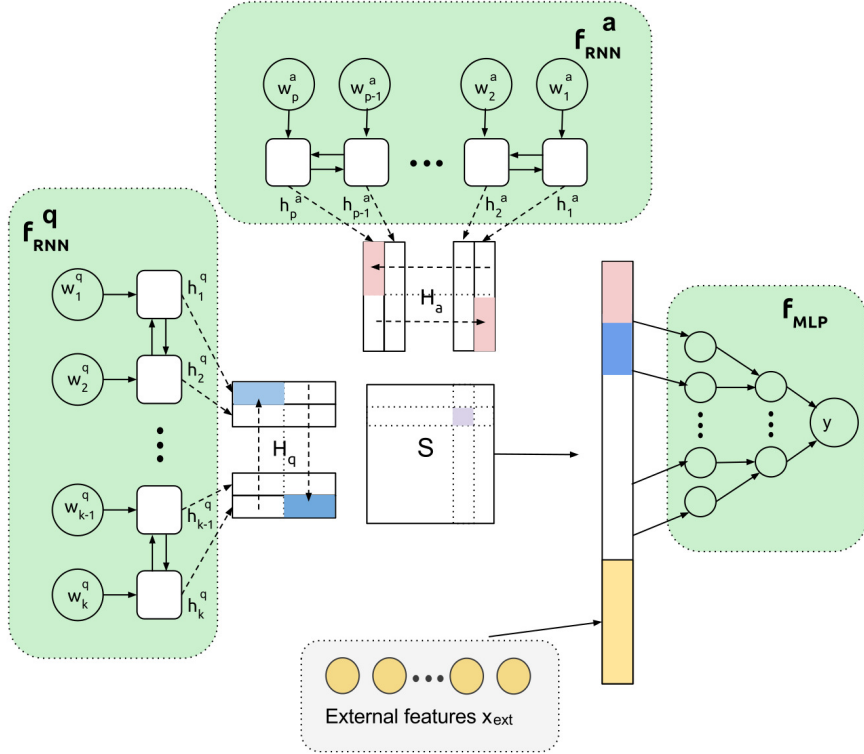 f_RNN^a
w_p^a w_{p-1}^a ••• w_2^a w_1^a
h_p^a h_{p-1}^a h_2^a h_1^a
f_RNN^q
w_1^q h_1^q
w_2^q h_2^q
w_{k-1}^q h_{k-1}^q
w_k^q h_k^q
H_a
H_q
S
f_MLP
y
External features x_ext